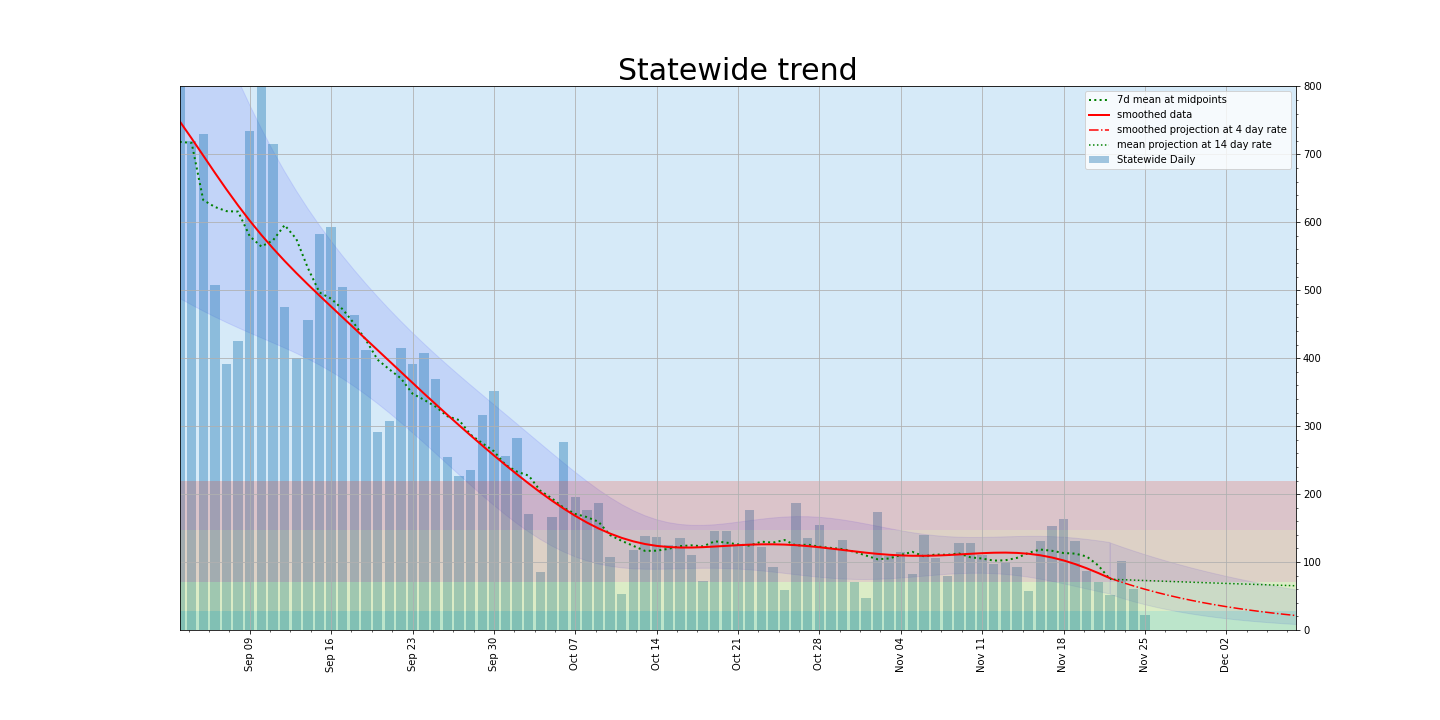 Statewide trend
7d mean at midpoints
smoothed data
smoothed projection at 4 day rate
mean projection at 14 day rate
Statewide Daily
800
700
600
500
400
300
200
100
0
Sep 09
Sep 16
Sep 23
Sep 30
Oct 07
Oct 14
Oct 21
Oct 28
Nov 04
Nov 11
Nov 18
Nov 25
Dec 02